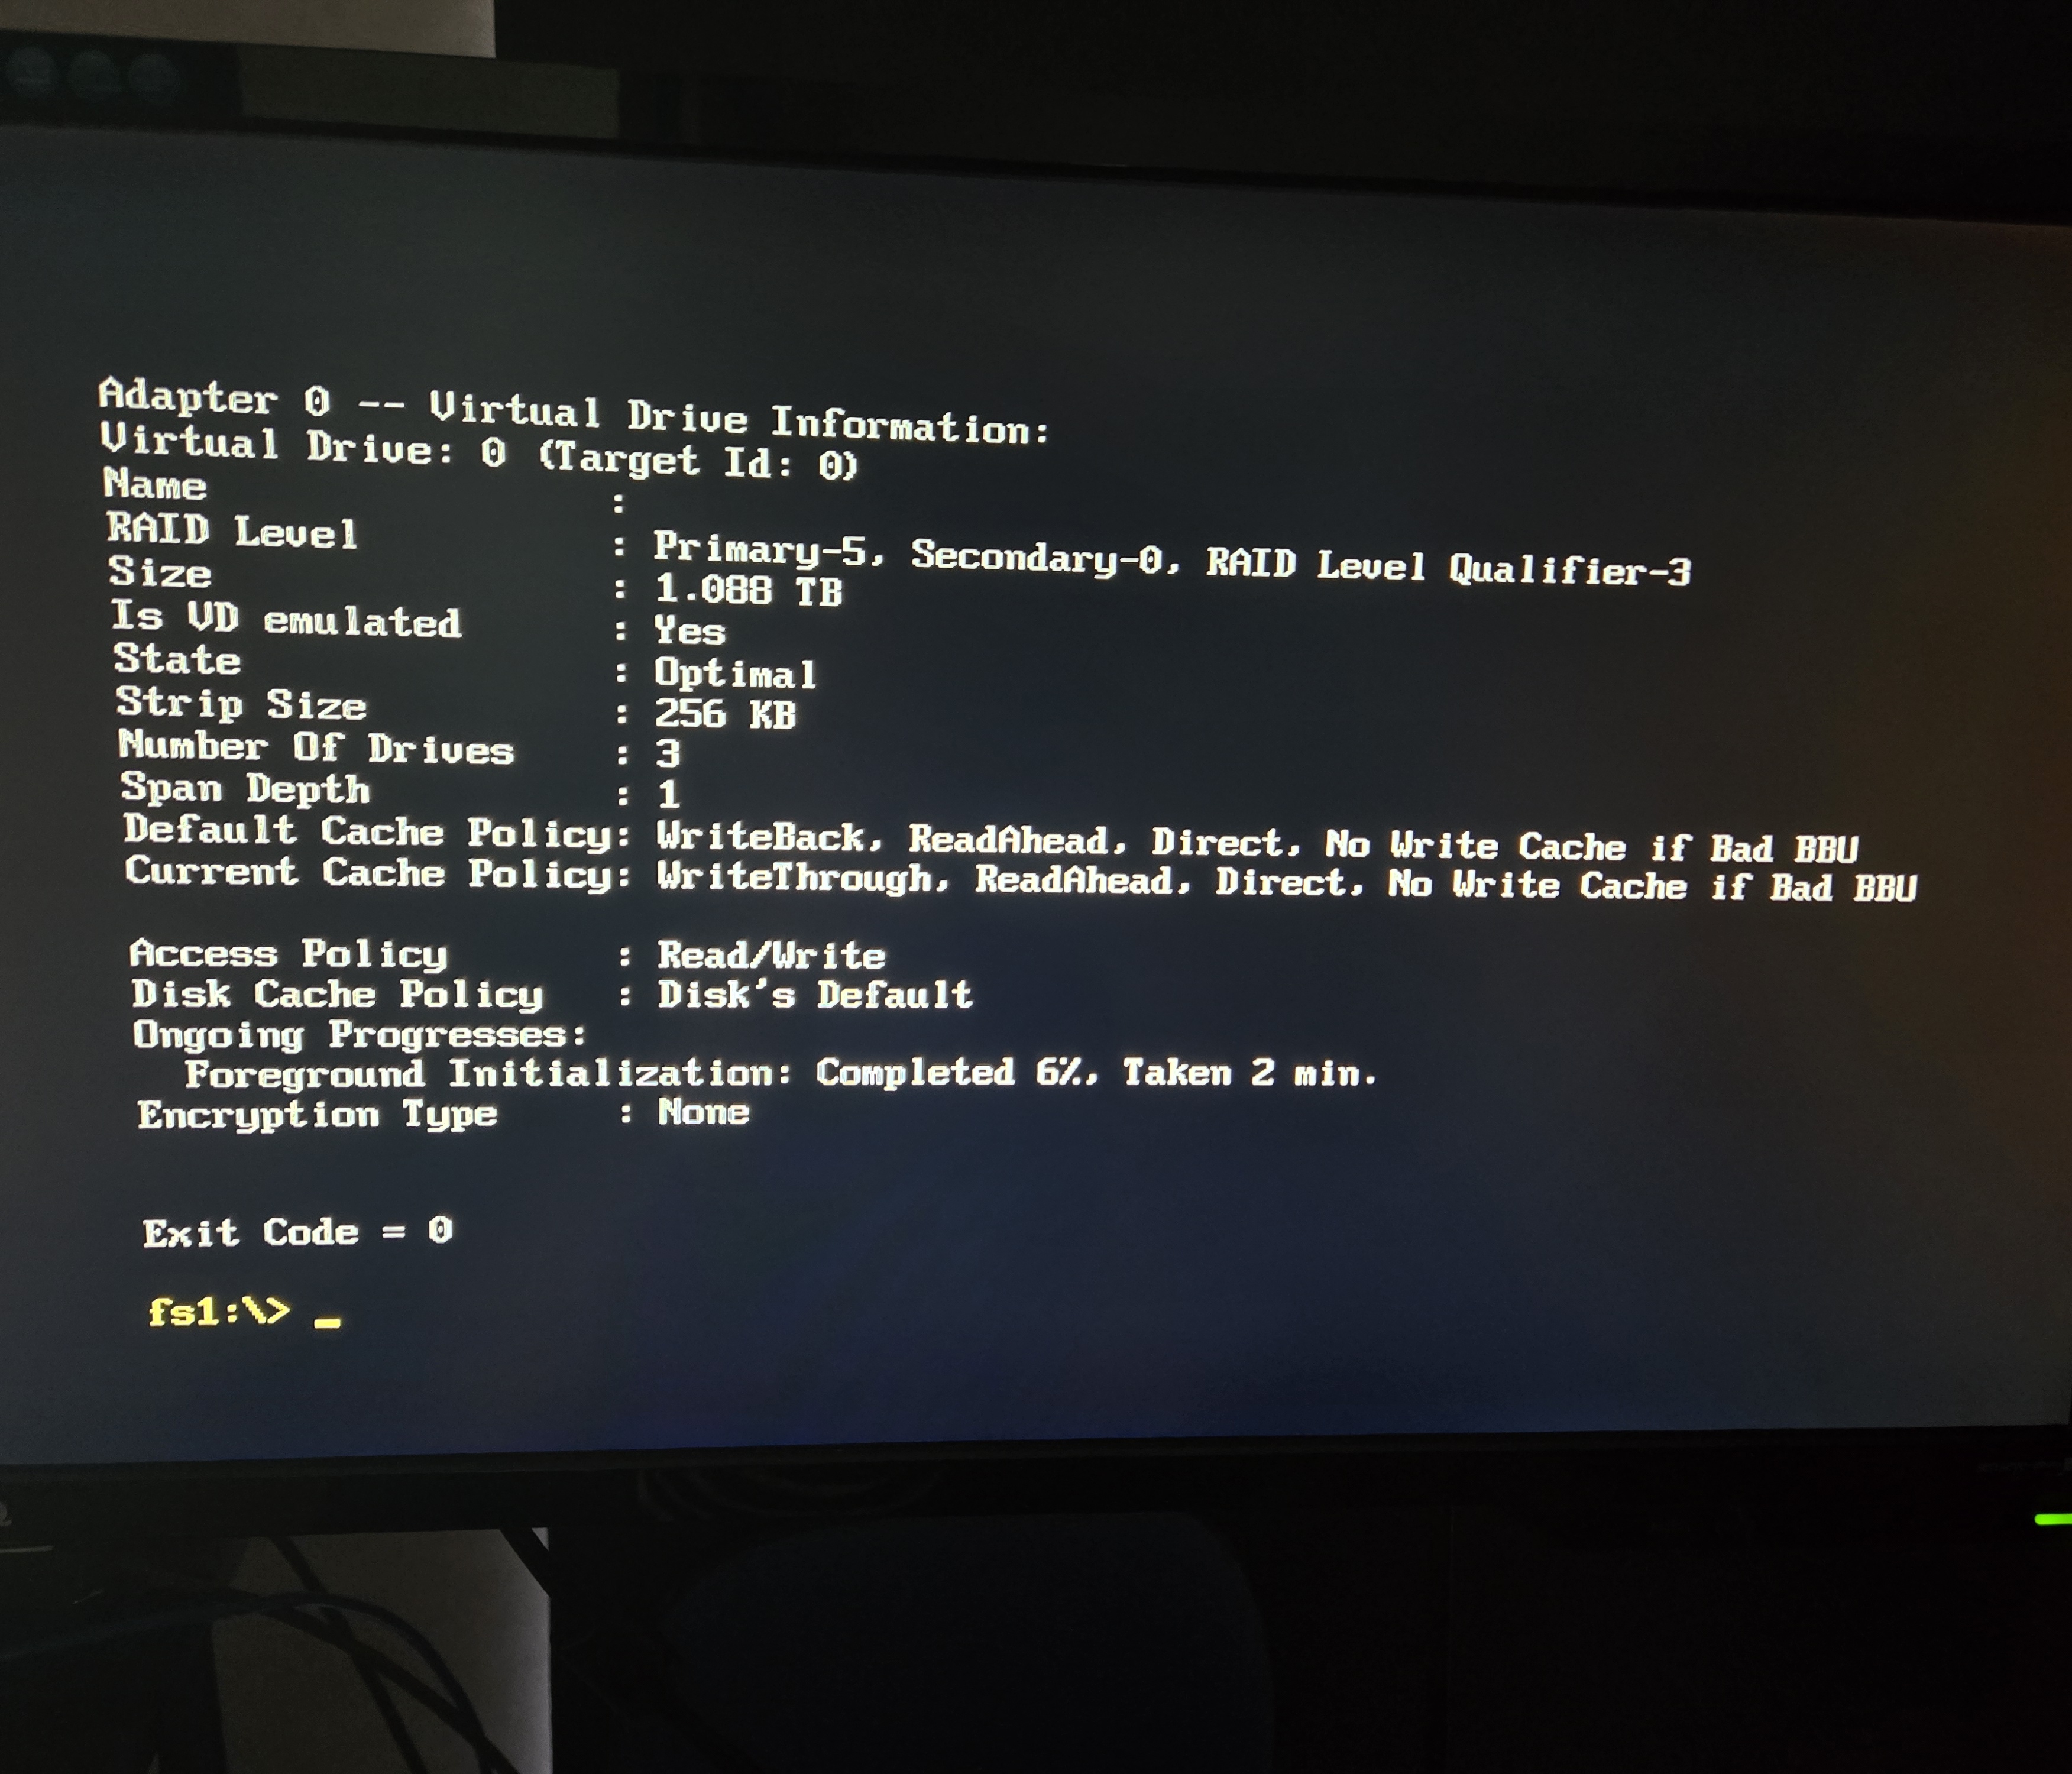 Adapter 0 -- Virtual Drive Information:
Virtual Drive: 0 (Target Id: 0)
Name                :
RAID Level          : Primary-5, Secondary-0, RAID Level Qualifier-3
Size                : 1.088 TB
Is VD emulated      : Yes
State               : Optimal
Strip Size          : 256 KB
Number Of Drives    : 3
Span Depth          : 1
Default Cache Policy: WriteBack, ReadAhead, Direct, No Write Cache if Bad BBU
Current Cache Policy: WriteThrough, ReadAhead, Direct, No Write Cache if Bad BBU
Access Policy       : Read/Write
Disk Cache Policy   : Disk's Default
Ongoing Progresses:
  Foreground Initialization: Completed 6%, Taken 2 min.
Encryption Type     : None
Exit Code = 0
fs1:\> _